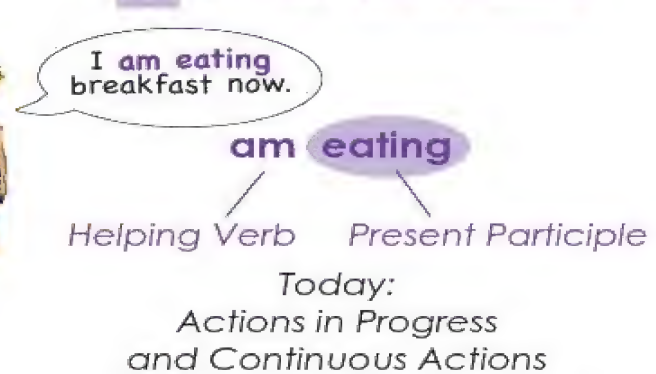 I am eating
breakfast now.
am eating
Helping Verb Present Participle
Today:
Actions in Progress
and Continuous Actions